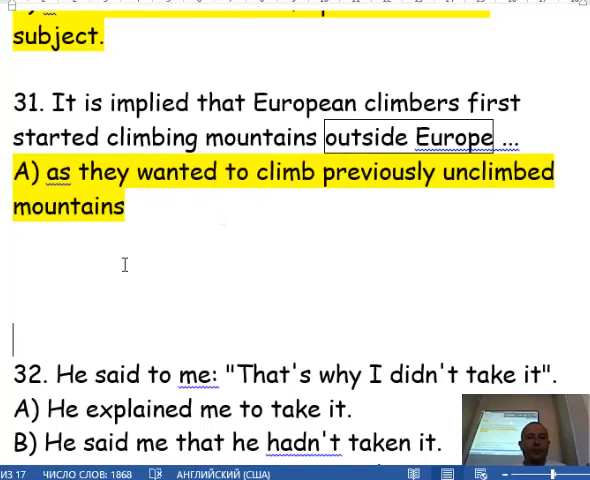 subject.
31. It is implied that European climbers first
started climbing mountains outside Europe ...
A) as they wanted to climb previously unclimbed
mountains
32. He said to me: "That's why I didn't take it".
A) He explained me to take it.
B) He said me that he hadn't taken it.
ИЗ 17 ЧИСЛО СЛОВ: 1868 АНГЛИЙСКИЙ (США)